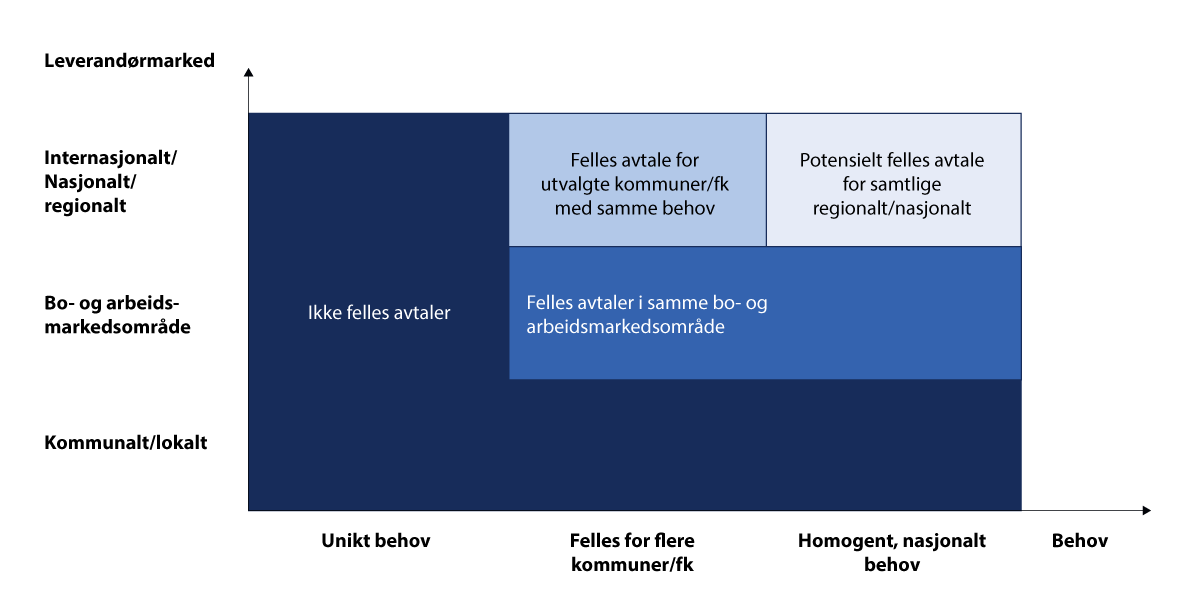 Leverandørmarked
Internasjonalt/
Nasjonalt/
regionalt
Felles avtale for
utvalgte kommuner/fk
med samme behov
Potensielt felles avtale
for samtlige
regionalt/nasjonalt
Bo- og arbeids-
markedsområde
Ikke felles avtaler
Felles avtaler i samme bo- og
arbeidsmarkedsområde
Kommunalt/lokalt
Unikt behov
Felles for flere
kommuner/fk
Homogent, nasjonalt
behov
Behov